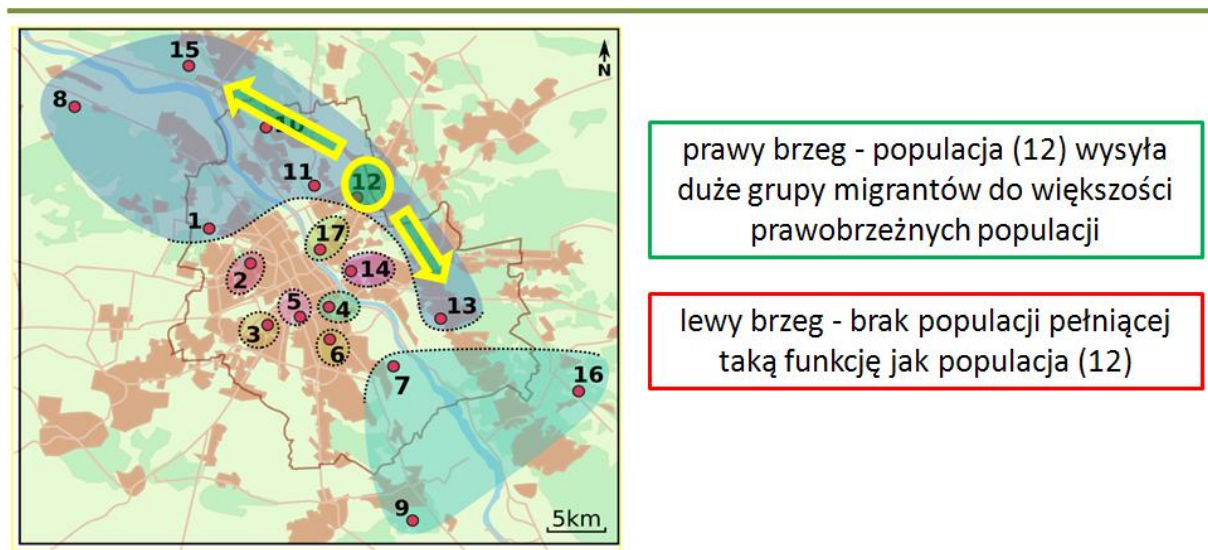 15
N
8
10
11
12
1
17
2
14
5
4
13
3
6
7
16
9
5km
prawy brzeg - populacja (12) wysyła
duże grupy migrantów do większości
prawobrzeżnych populacji
lewy brzeg - brak populacji pełniącej
taką funkcję jak populacja (12)